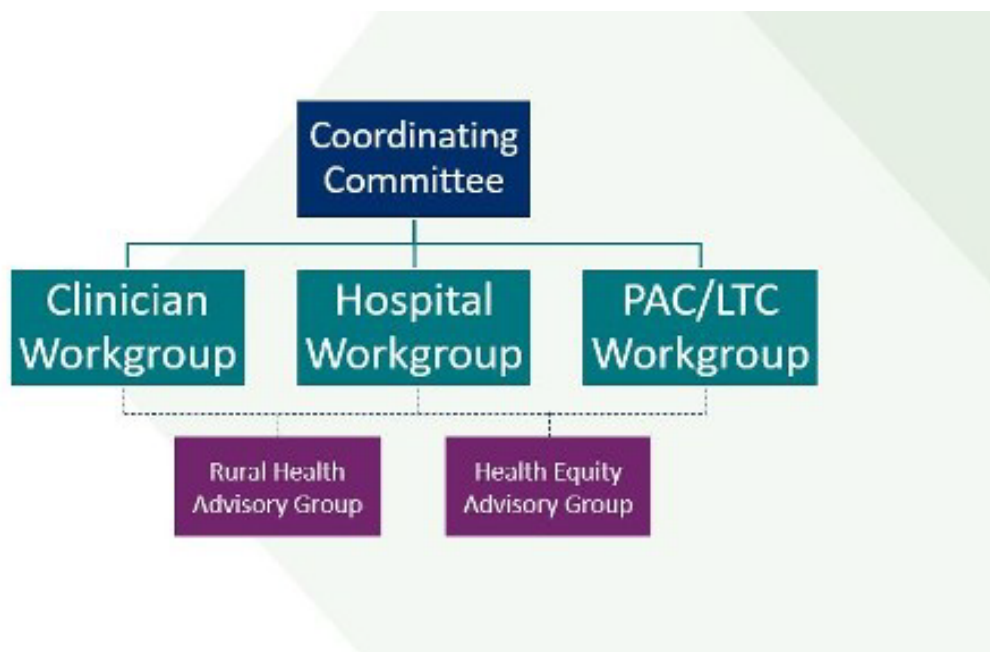 Coordinating
Committee
Clinician
Workgroup
Hospital
Workgroup
PAC/LTC
Workgroup
Rural Health
Advisory Group
Health Equity
Advisory Group